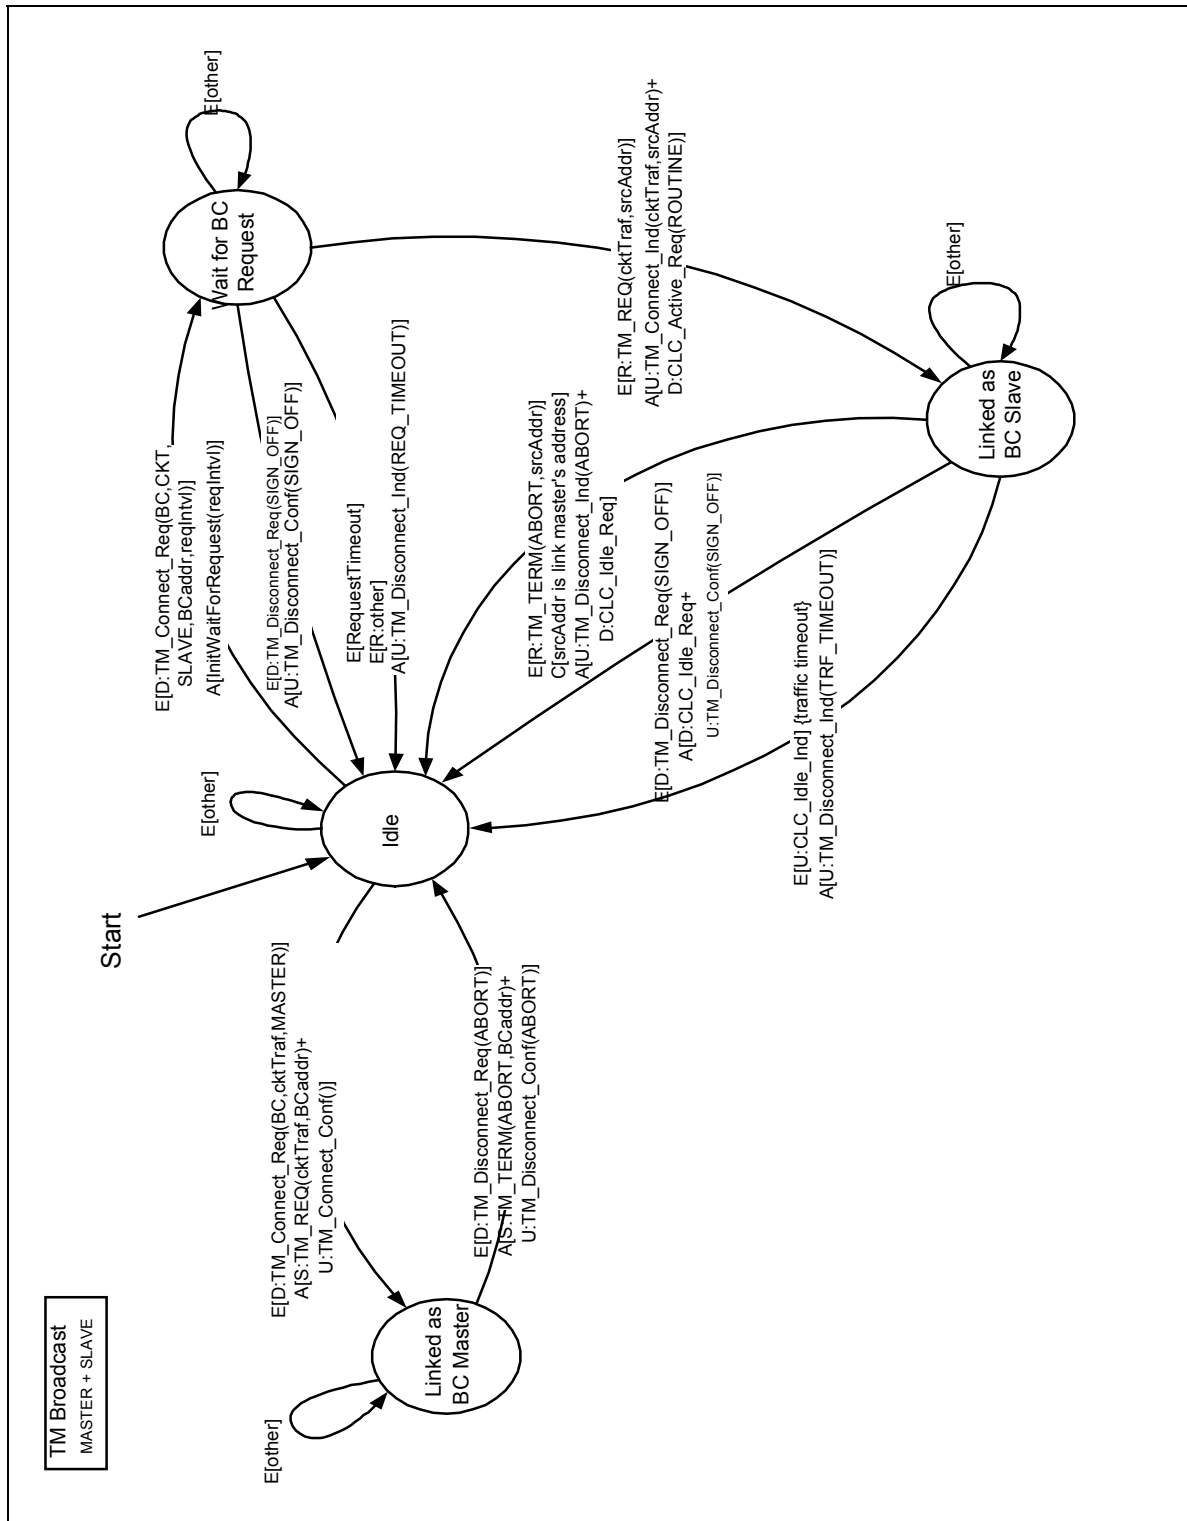 TM Broadcast
MASTER + SLAVE
Start
E[other]
Linked as
BC Master
E[D:TM_Connect_Req(BC,cktTraf,MASTER)]
A[S:TM_REQ(cktTraf,BCaddr)+
U:TM_Connect_Conf()]
E[D:TM_Disconnect_Req(ABORT)]
A[S:TM_TERM(ABORT,BCaddr)+
U:TM_Disconnect_Conf(ABORT)]
E[other]
Idle
E[D:TM_Connect_Req(BC,CKT,
SLAVE,BCaddr,reqIntvl)]
A[InitWaitForRequest(reqIntvl)]
E[D:TM_Disconnect_Req(SIGN_OFF)]
A[U:TM_Disconnect_Conf(SIGN_OFF)]
E[RequestTimeout]
E[R:other]
A[U:TM_Disconnect_Ind(REQ_TIMEOUT)]
E[other]
Wait for BC
Request
E[R:TM_REQ(cktTraf,srcAddr)]
A[U:TM_Connect_Ind(cktTraf,srcAddr)+
D:CLC_Active_Req(ROUTINE)]
E[R:TM_TERM(ABORT,srcAddr)]
C[srcAddr is link master's address]
A[U:TM_Disconnect_Ind(ABORT)+
D:CLC_Idle_Req]
E[D:TM_Disconnect_Req(SIGN_OFF)]
A[D:CLC_Idle_Req+
U:TM_Disconnect_Conf(SIGN_OFF)]
E[U:CLC_Idle_Ind] {traffic timeout}
A[U:TM_Disconnect_Ind(TRF_TIMEOUT)]
E[other]
Linked as
BC Slave